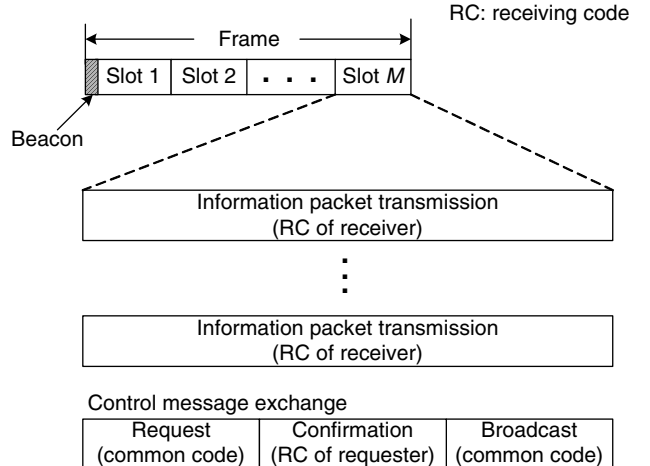 RC: receiving code
Frame
Slot 1 Slot 2 . . . Slot M
Beacon
Information packet transmission
(RC of receiver)
Information packet transmission
(RC of receiver)
Control message exchange
Request Confirmation Broadcast
(common code) (RC of requester) (common code)